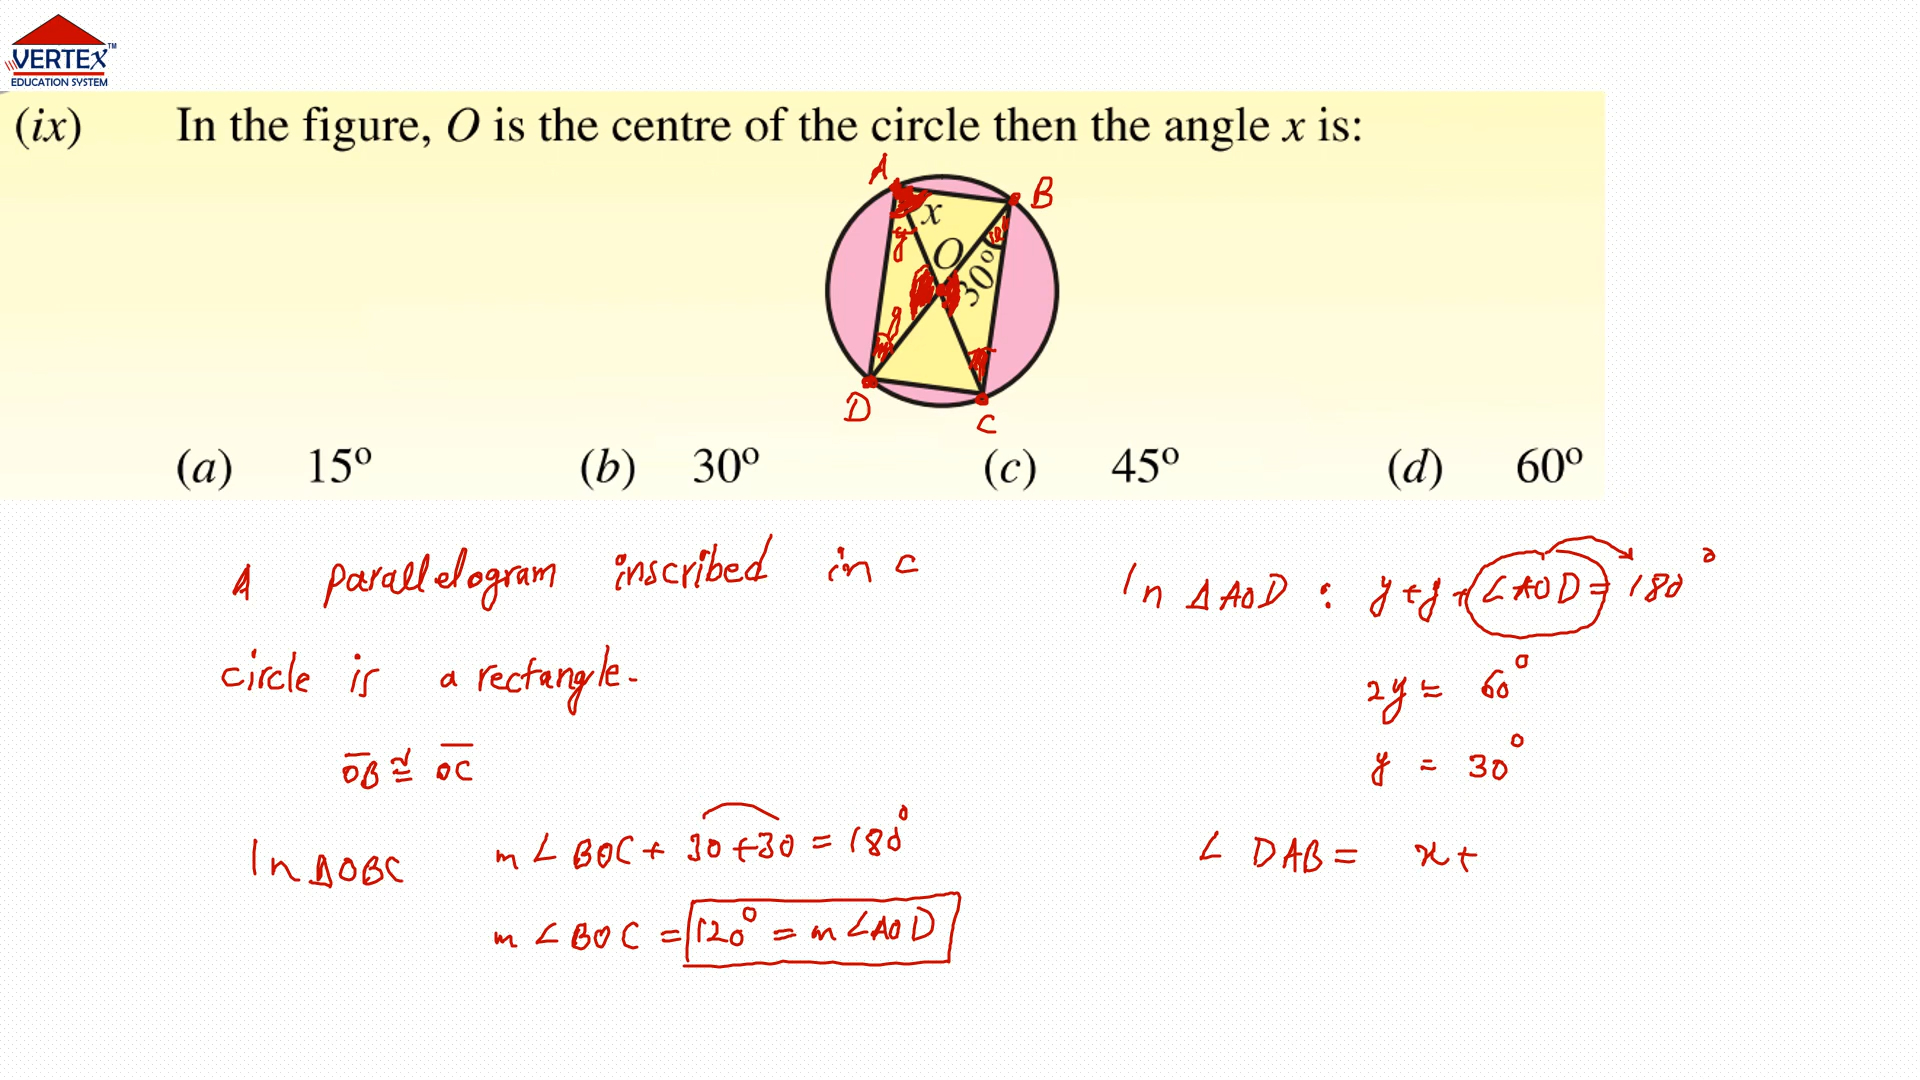 VERTEX™
EDUCATION SYSTEM
(ix) In the figure, O is the centre of the circle then the angle x is:
A
B
x
y
O
30°
y
D
C
(a) 15° (b) 30° (c) 45° (d) 60°
A parallelogram inscribed in c
circle is a rectangle.
OB ≅ OC
In ΔOBC m∠BOC + 30+30 = 180°
m∠BOC = 120° = m∠AOD
In ΔAOD : y+y+∠AOD = 180°
2y = 60°
y = 30°
∠DAB = x+